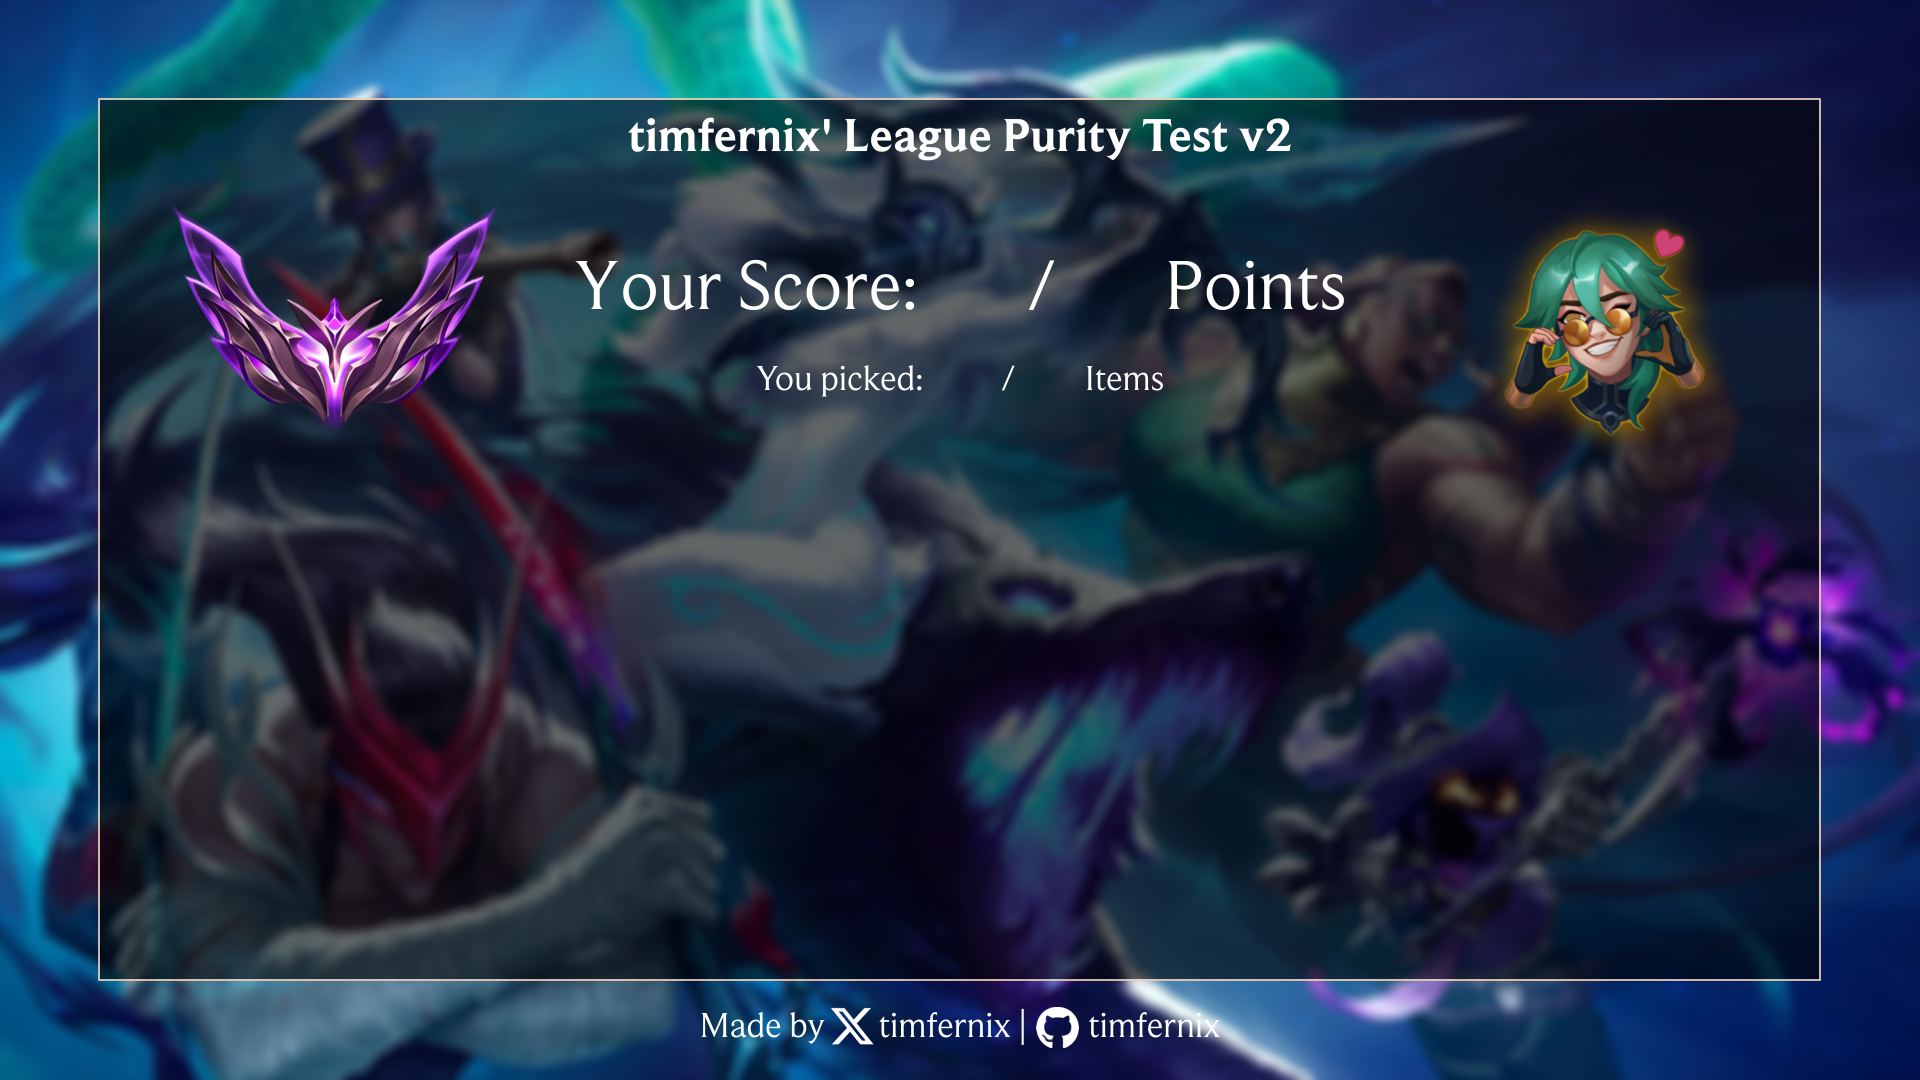 timfernix' League Purity Test v2
Your Score: / Points
You picked: / Items
Made by timfernix | timfernix